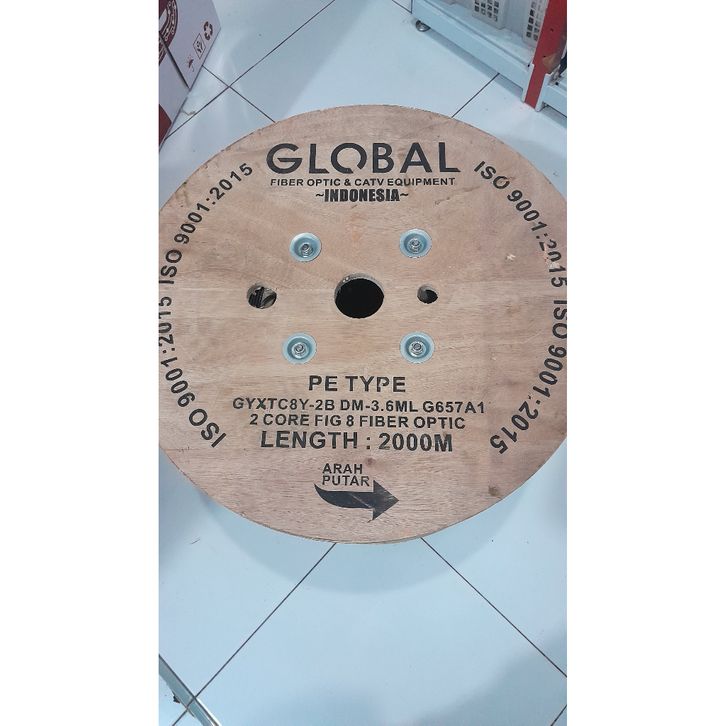 GLOBAL
FIBER OPTIC & CATV EQUIPMENT
~INDONESIA~
ISO 9001:2015
ISO 9001:2015
ISO 9001:2015
ISO 9001:2015
PE TYPE
GYXTC8Y-2B DM-3.6ML G657A1
2 CORE FIG 8 FIBER OPTIC
LENGTH : 2000M
ARAH
PUTAR